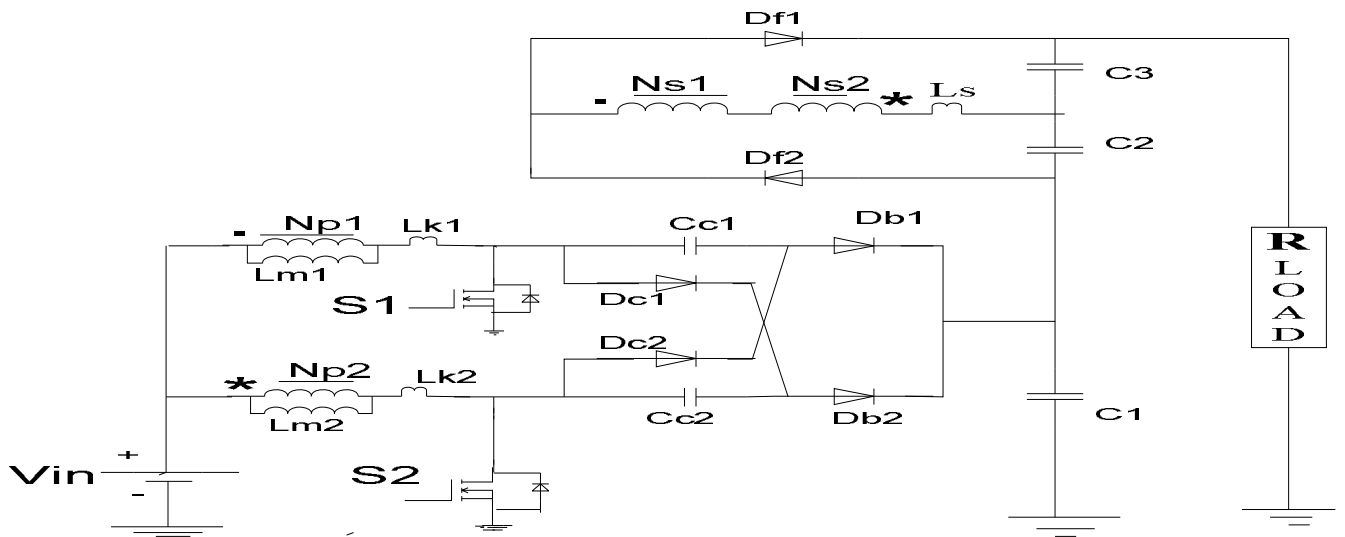 Df1
C3
- Ns1 Ns2 * Ls
C2
Df2
- Np1 Lk1 Cc1 Db1
Lm1
S1
Dc1
Dc2
* Np2 Lk2
Lm2
Cc2 Db2
C1
R
L
O
A
D
+
Vin
-
S2